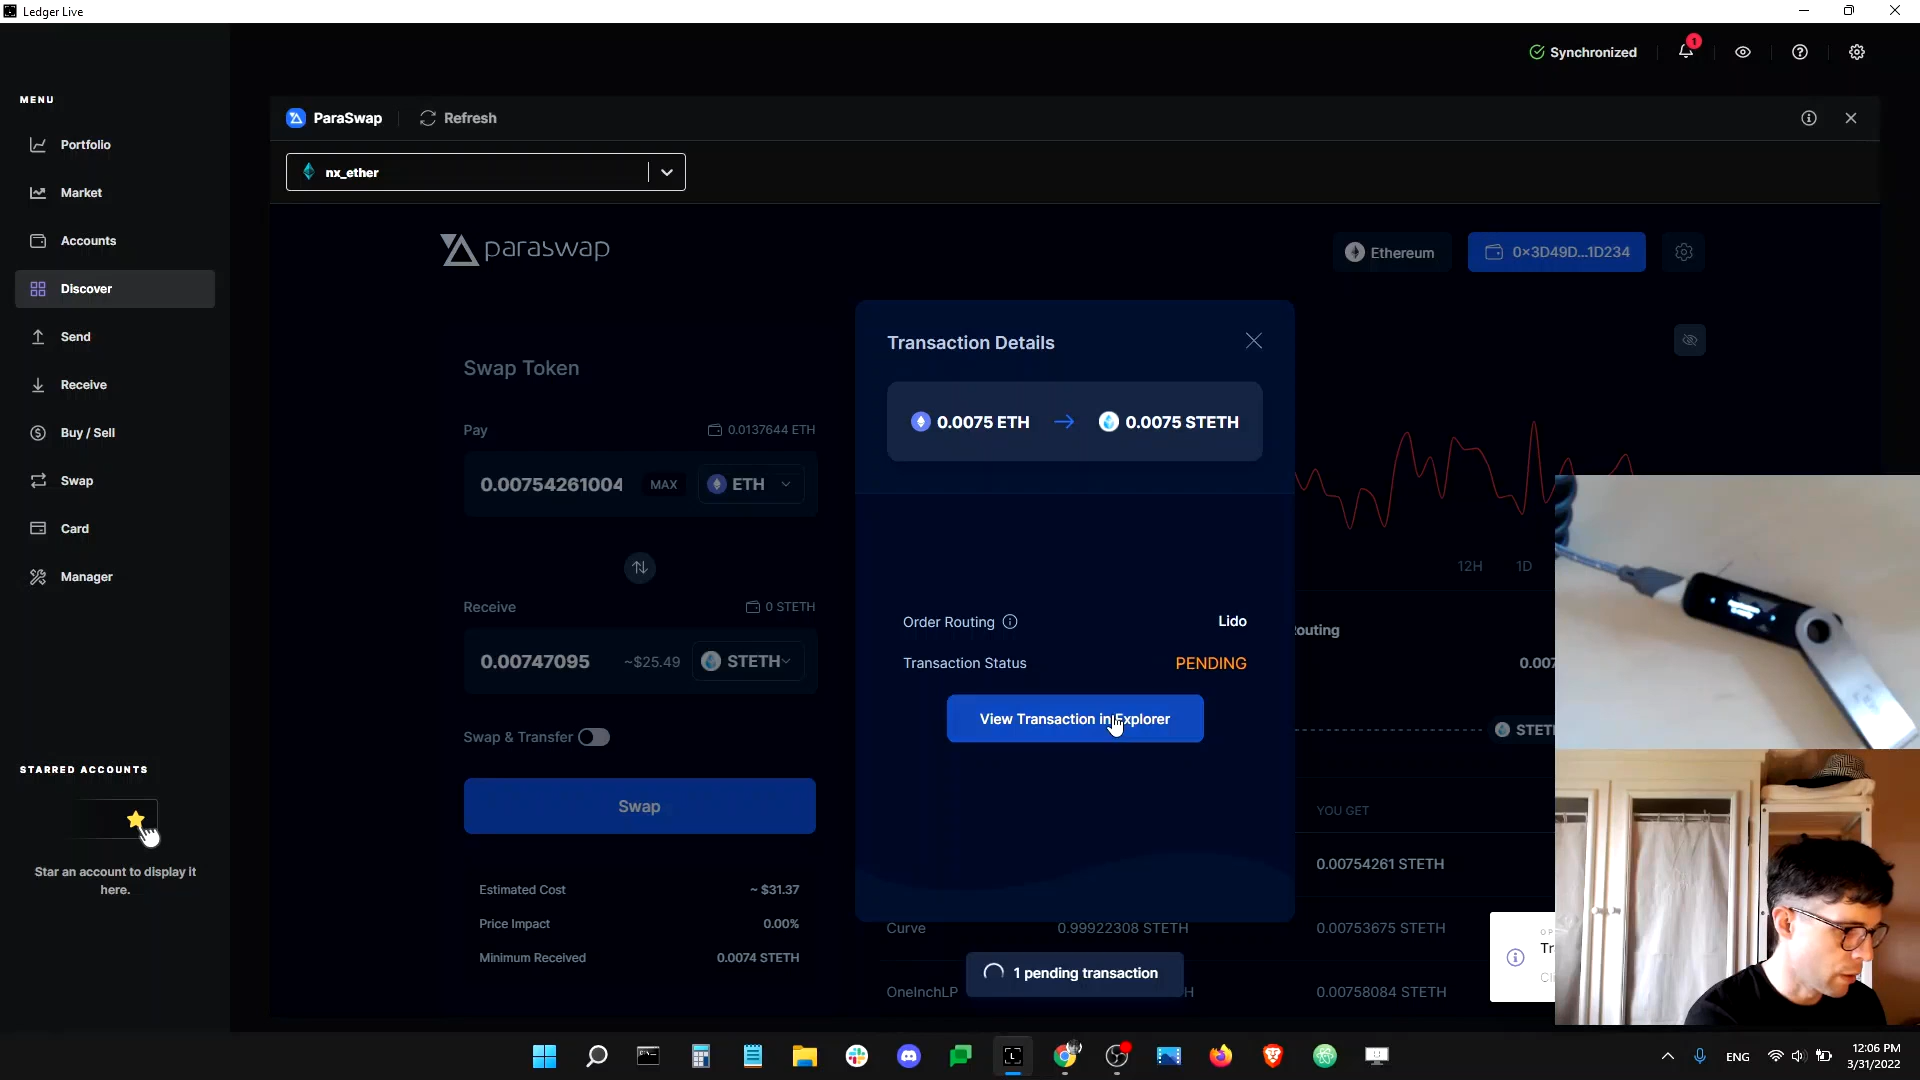 Ledger Live
Synchronized
1
MENU
Portfolio
Market
Accounts
Discover
Send
Receive
Buy / Sell
Swap
Card
Manager
STARRED ACCOUNTS
Star an account to display it
here.
ParaSwap
Refresh
nx_ether
paraswap
Ethereum
0×3D49D...1D234
Swap Token
Pay
0.0137644 ETH
0.00754261004
MAX
ETH
Receive
0 STETH
0.00747095
~$25.49
STETH
Swap & Transfer
Swap
Estimated Cost
~ $31.37
Price Impact
0.00%
Minimum Received
0.0074 STETH
Transaction Details
0.0075 ETH
0.0075 STETH
Order Routing
Lido
Transaction Status
PENDING
View Transaction in Explorer
12H
1D
YOU GET
0.00754261 STETH
Curve
0.99922308 STETH
0.00753675 STETH
OneInchLP
0.00758084 STETH
1 pending transaction
ENG
12:06 PM
3/31/2022